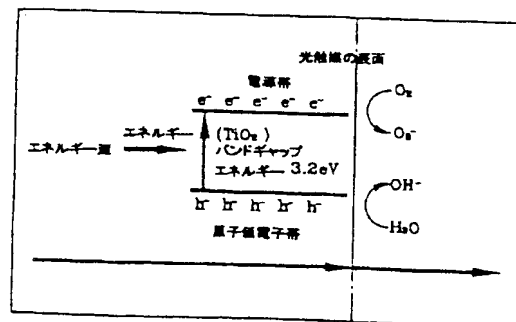 光触媒の表面
電導帯
e⁻ e⁻ e⁻ e⁻ e⁻
O₂
エネルギー源
エネルギー
(TiO₂)
バンドギャップ
エネルギー 3.2eV
O₂⁻
OH⁻
h⁻ h⁻ h⁻ h⁻ h⁻
H₂O
原子価電子帯